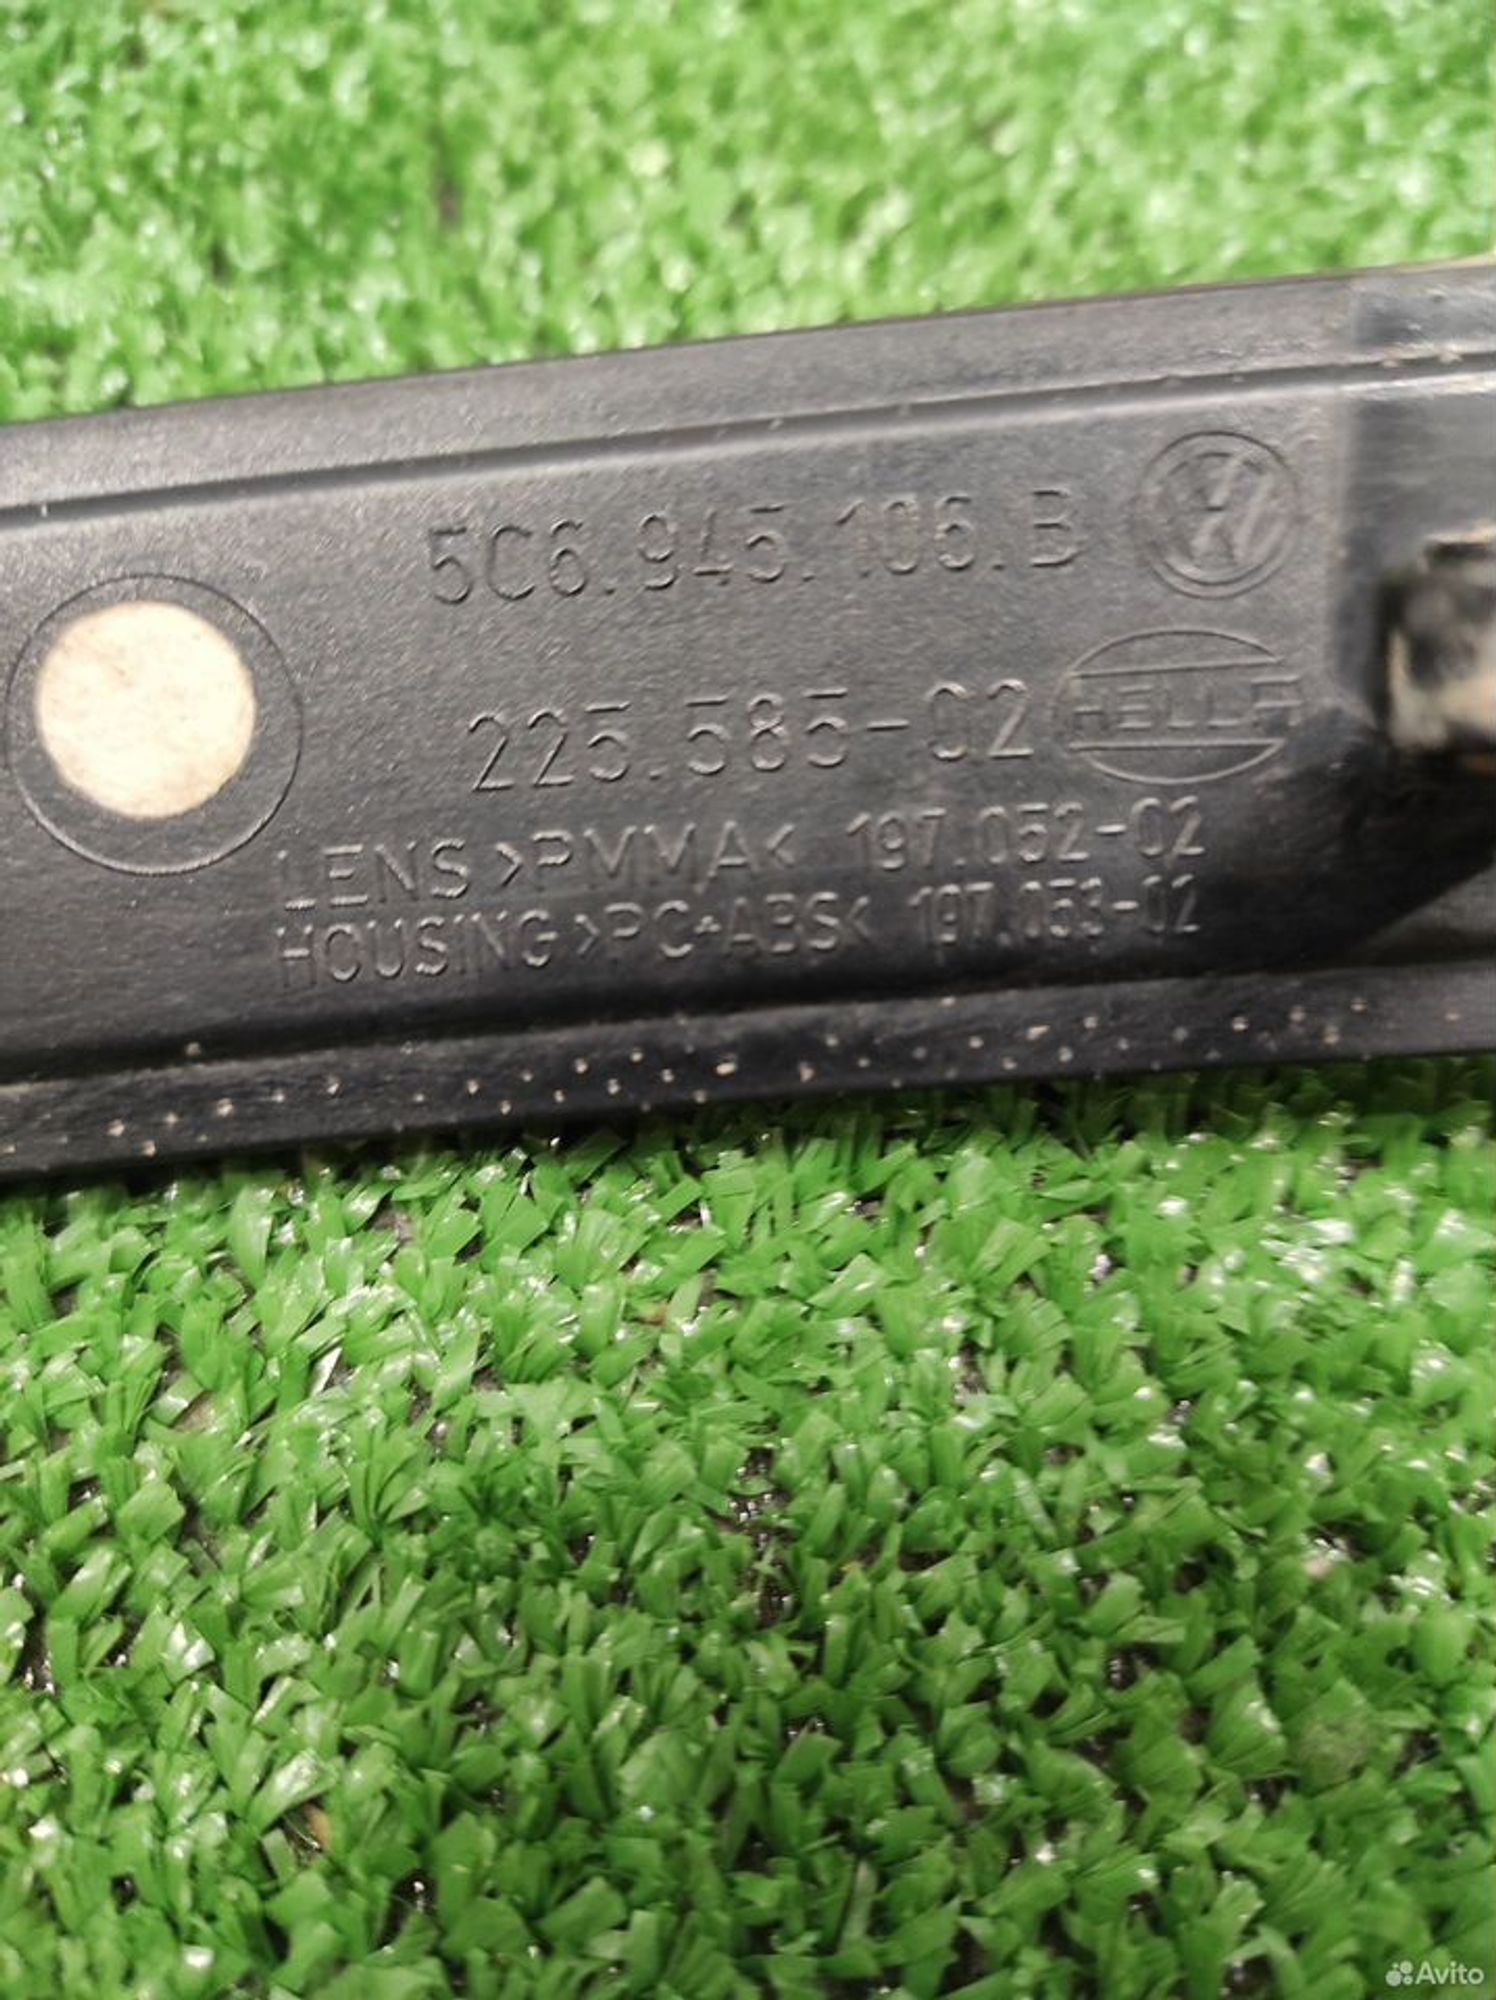 5C6.945.106.B
225.585-02 HELLA
LENS >PMMA< 197.052-02
HOUSING >PC+ABS< 197.053-02
Avito